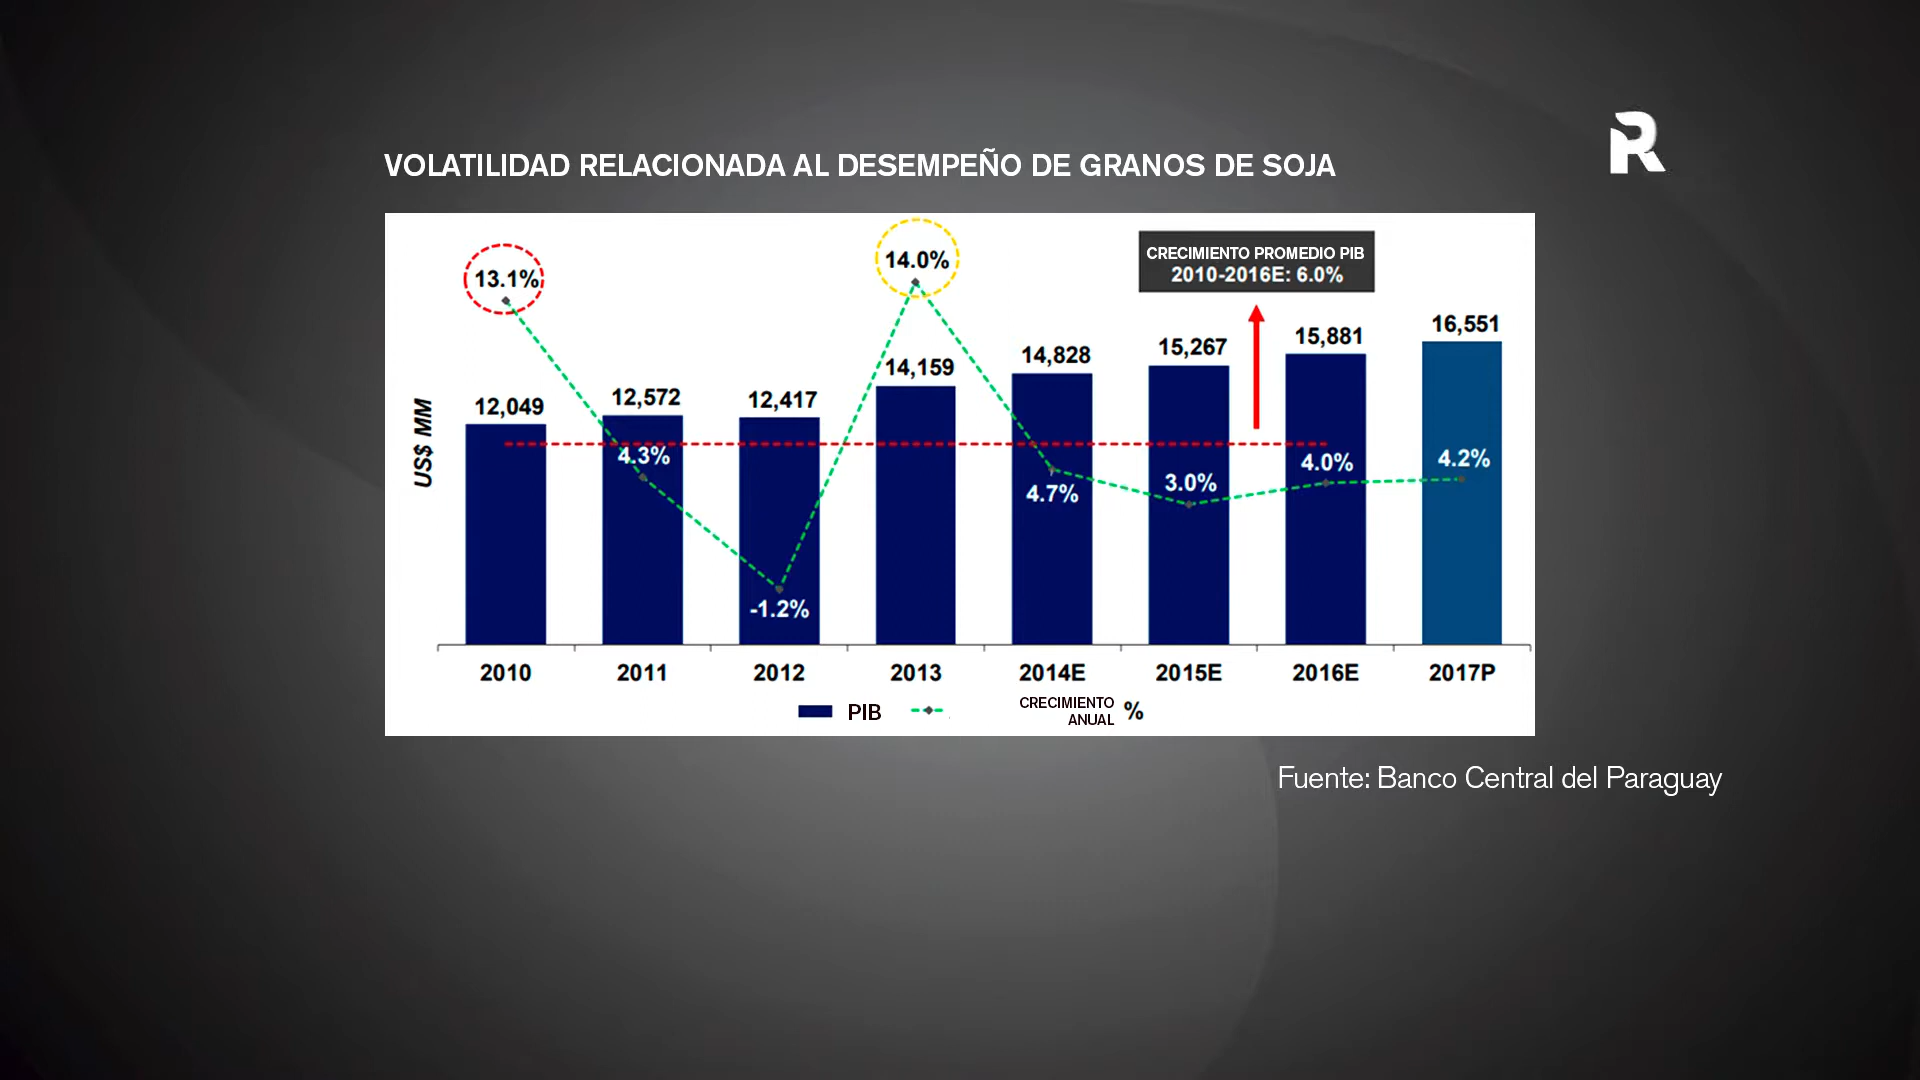 VOLATILIDAD RELACIONADA AL DESEMPEÑO DE GRANOS DE SOJA
13.1%
14.0%
CRECIMIENTO PROMEDIO PIB
2010-2016E: 6.0%
US$ MM
12,049
12,572
12,417
14,159
14,828
15,267
15,881
16,551
4.3%
-1.2%
4.7%
3.0%
4.0%
4.2%
2010
2011
2012
2013
2014E
2015E
2016E
2017P
PIB
CRECIMIENTO
ANUAL %
Fuente: Banco Central del Paraguay
R